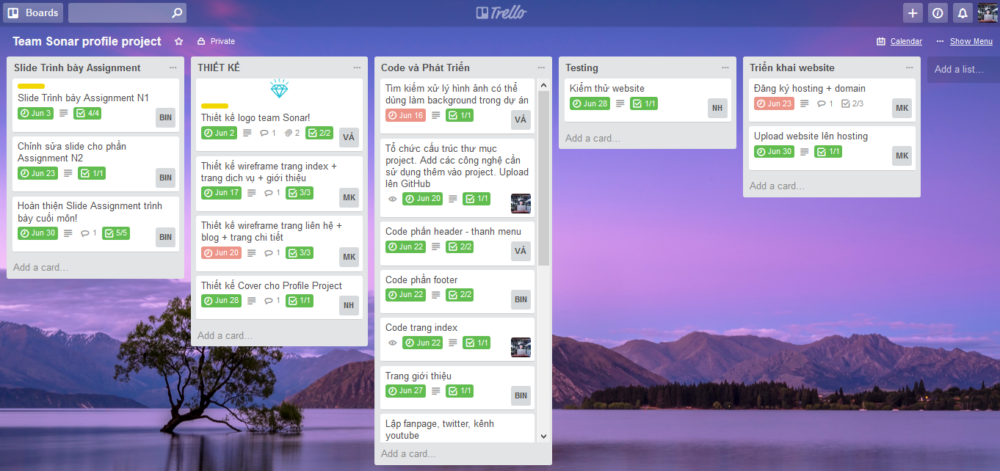 Boards
Trello
Team Sonar profile project
Private
Calendar
Show Menu
Slide Trình bày Assignment
Slide Trình bày Assignment N1
Jun 3
4/4
BIN
Chỉnh sửa slide cho phần
Assignment N2
Jun 23
1/1
BIN
Hoàn thiện Slide Assignment trình
bày cuối môn!
Jun 30
1
5/5
BIN
Add a card…
THIẾT KẾ
Thiết kế logo team Sonar!
Jun 2
1
2
2/2
VÁ
Thiết kế wireframe trang index +
trang dịch vụ + giới thiệu
Jun 17
1
3/3
MK
Thiết kế wireframe trang liên hệ +
blog + trang chi tiết
Jun 20
1
3/3
MK
Thiết kế Cover cho Profile Project
Jun 28
1
1/1
NH
Add a card…
Code và Phát Triển
Tìm kiếm xử lý hình ảnh có thể
dùng làm background trong dự án
Jun 16
1/1
VÁ
Tổ chức cấu trúc thư mục
project. Add các công nghệ cần
sử dụng thêm vào project. Upload
lên GitHub
Jun 20
1/1
Code phần header - thanh menu
Jun 22
2/2
VÁ
Code phần footer
Jun 22
2/2
BIN
Code trang index
Jun 22
1/1
Trang giới thiệu
Jun 27
1/1
BIN
Lập fanpage, twitter, kênh
youtube
Add a card…
Testing
Kiểm thử website
Jun 28
1/1
NH
Add a card…
Triển khai website
Đăng ký hosting + domain
Jun 23
1
2/3
MK
Upload website lên hosting
Jun 30
1/1
MK
Add a card…
Add a list…